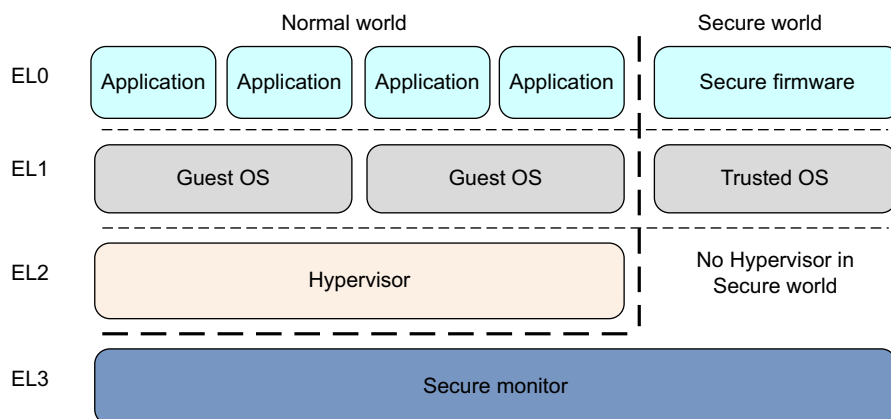 Normal world Secure world
EL0 Application Application Application Application Secure firmware
EL1 Guest OS Guest OS Trusted OS
EL2 Hypervisor No Hypervisor in
Secure world
EL3 Secure monitor